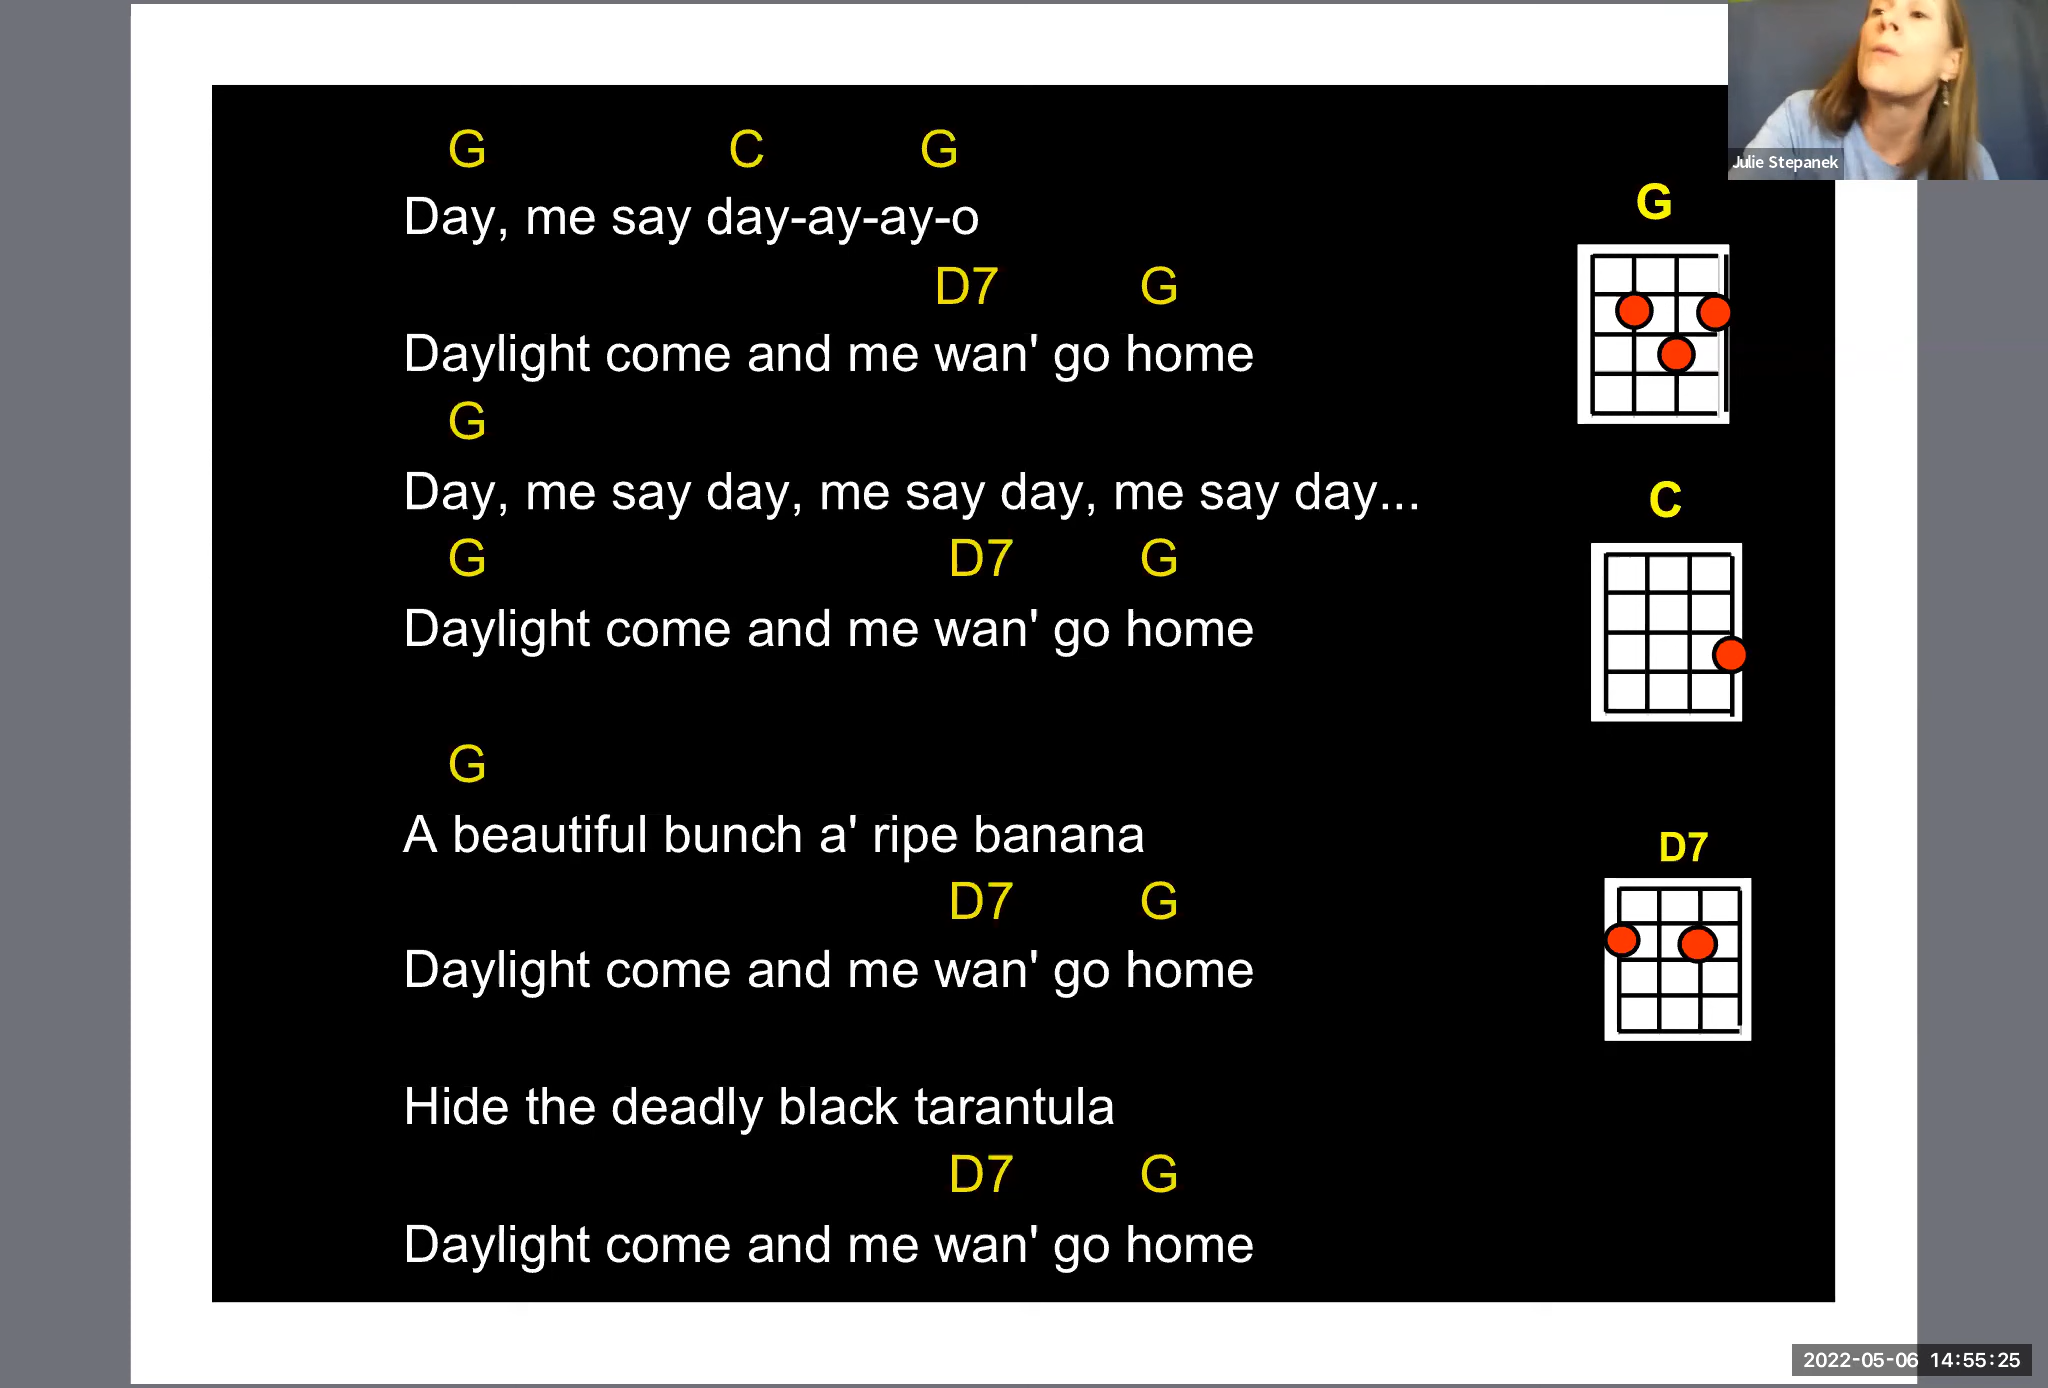 G C G
Day, me say day-ay-ay-o
D7 G
Daylight come and me wan' go home
G
Day, me say day, me say day, me say day...
G D7 G
Daylight come and me wan' go home
G
A beautiful bunch a' ripe banana
D7 G
Daylight come and me wan' go home
Hide the deadly black tarantula
D7 G
Daylight come and me wan' go home
Julie Stepanek
G
C
D7
2022-05-06 14:55:25